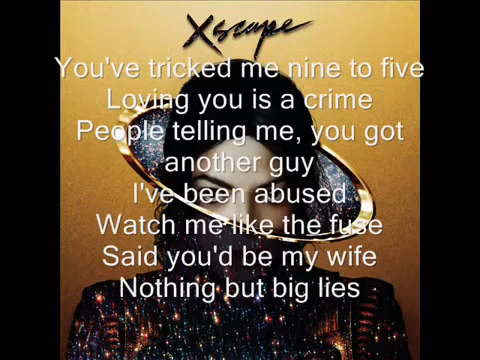 Xscape
You've tricked me nine to five
Loving you is a crime
People telling me, you got
another guy
I've been abused
Watch me like the fuse
Said you'd be my wife
Nothing but big lies